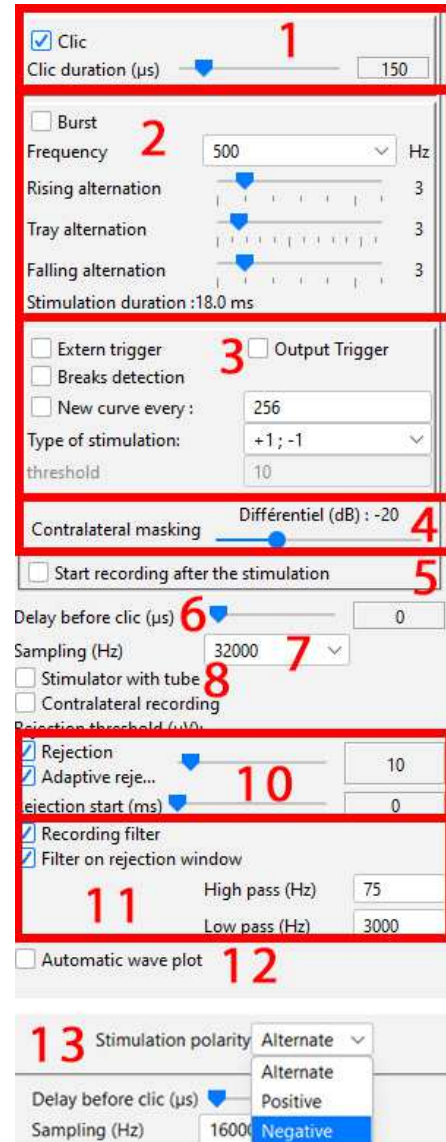 1
Clic
Clic duration (µs) 150
Burst
2
Frequency 500 Hz
Rising alternation 3
Tray alternation 3
Falling alternation 3
Stimulation duration :18.0 ms
Extern trigger 3 Output Trigger
Breaks detection
New curve every : 256
Type of stimulation: +1 ; -1
threshold 10
Différentiel (dB) : -20
Contralateral masking 4
Start recording after the stimulation 5
Delay before clic (µs) 6 0
Sampling (Hz) 32000 7
Stimulator with tube 8
Contralateral recording
Rejection threshold (µV):
Rejection
10
Adaptive reje... 10
Rejection start (ms) 0
Recording filter
Filter on rejection window
High pass (Hz) 75
11
Low pass (Hz) 3000
Automatic wave plot 12
13 Stimulation polarity Alternate
Alternate
Delay before clic (µs) Positive
Sampling (Hz) 1600 Negative